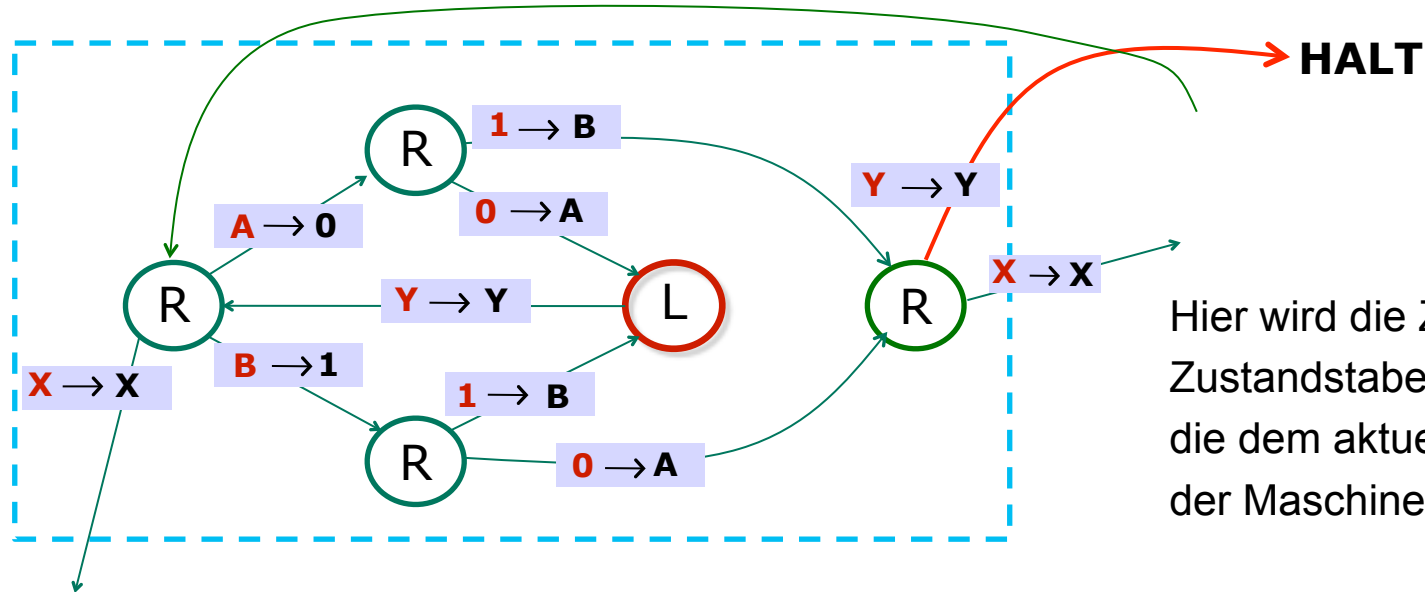 HALT
1 → B
R
Y → Y
0 → A
A → 0
X → X
R
Y → Y
L
R
Hier wird die
B → 1
Zustandstabe
X → X
1 → B
die dem aktue
R
0 → A
der Maschine